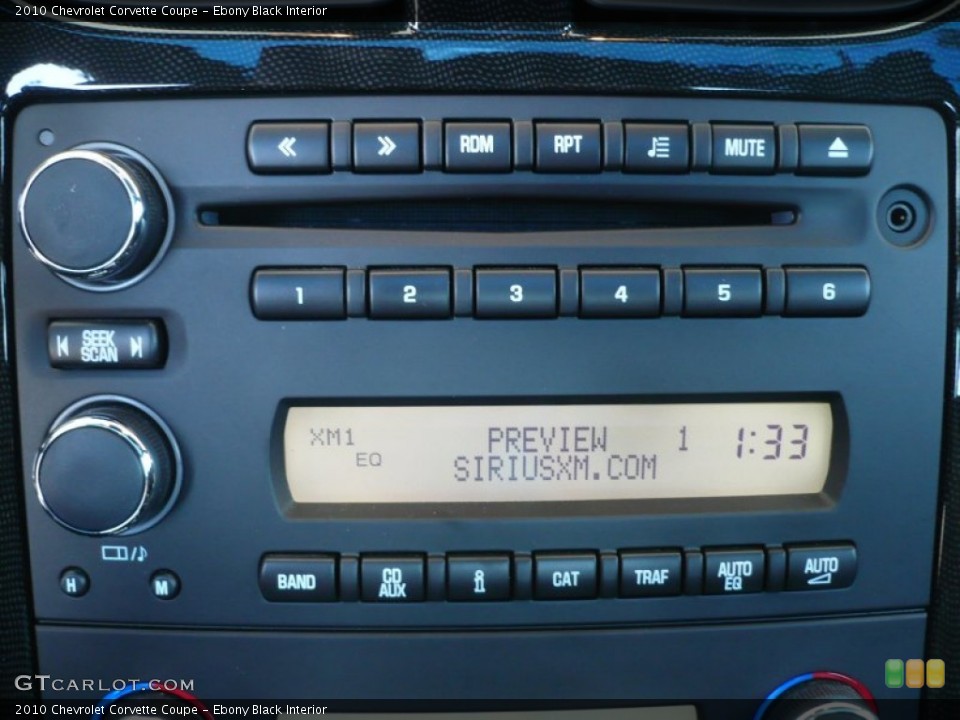 2010 Chevrolet Corvette Coupe – Ebony Black Interior
RDM RPT MUTE
1 2 3 4 5 6
SEEK
SCAN
XM1 PREVIEW 1 1:33
EQ SIRIUSXM.COM
H M
BAND CD AUX i CAT TRAF AUTO EQ AUTO
GTCARLOT.COM
2010 Chevrolet Corvette Coupe – Ebony Black Interior